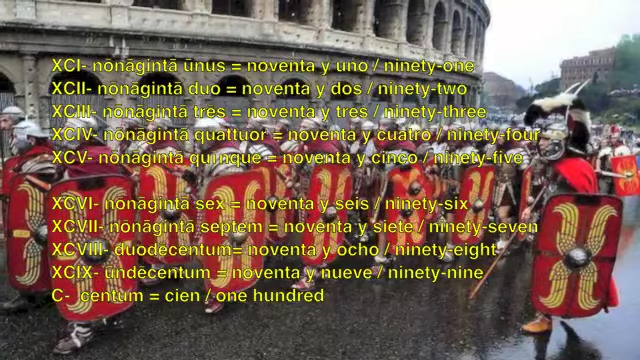 XCI- nōnāgintā ūnus = noventa y uno / ninety-one
XCII- nōnāgintā duo = noventa y dos / ninety-two
XCIII- nōnāgintā trēs = noventa y tres / ninety-three
XCIV- nōnāgintā quattuor = noventa y cuatro / ninety-four
XCV- nōnāgintā quīnque = noventa y cinco / ninety-five
XCVI- nōnāgintā sex = noventa y seis / ninety-six
XCVII- nōnāgintā septem = noventa y siete / ninety-seven
XCVIII- duodēcentum= noventa y ocho / ninety-eight
XCIX- ūndēcentum = noventa y nueve / ninety-nine
C- centum = cien / one hundred